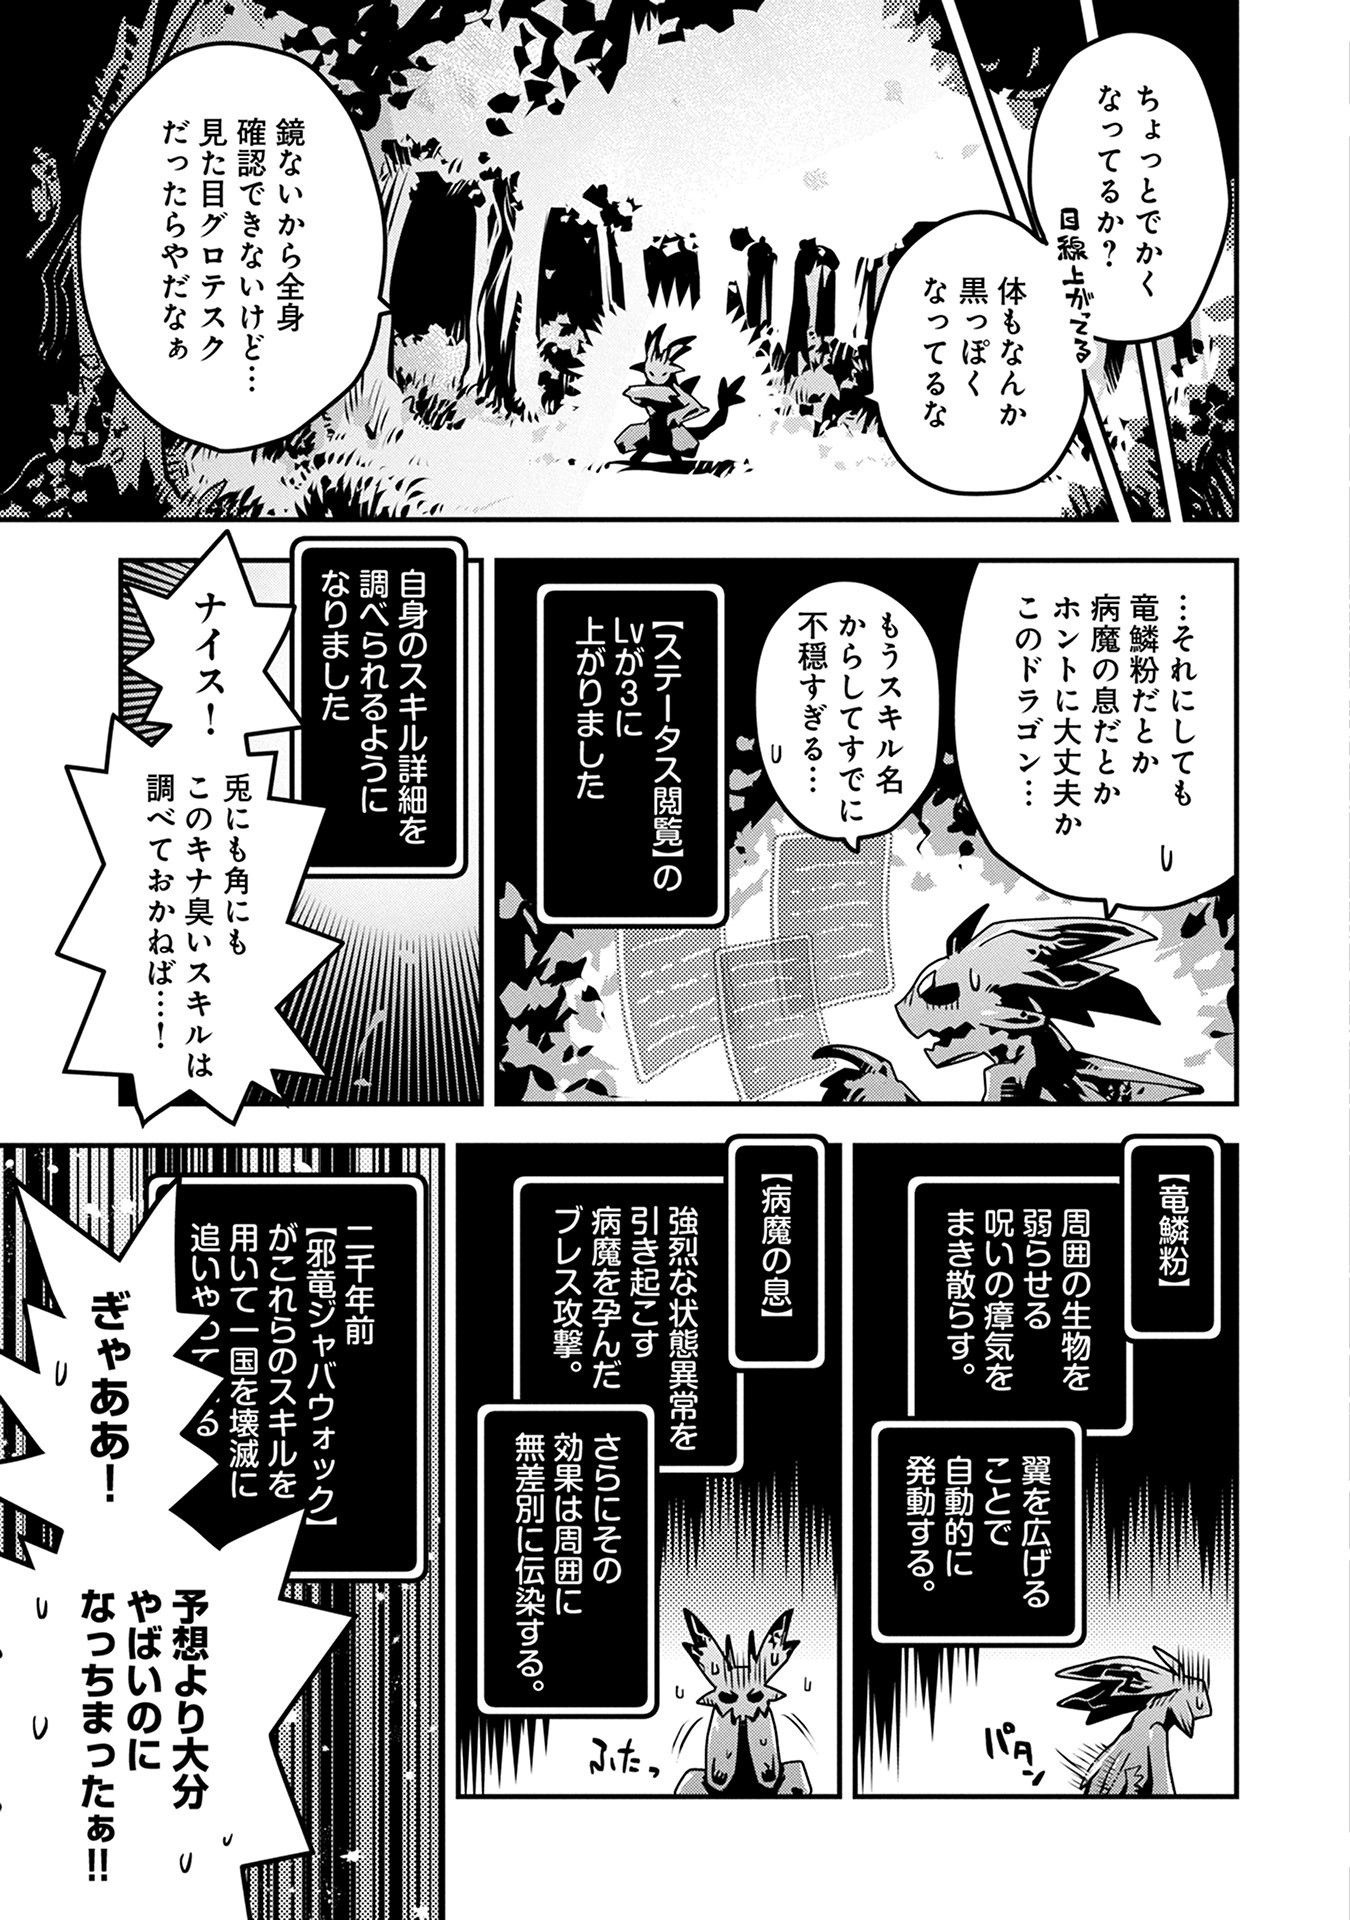 ちょっとでかく
なってるか?
目線上がってる
体もなんか
黒っぽく
なってるな
鏡ないから全身
確認できないけど…
見た目グロテスク
だったらやだなぁ
…それにしても
竜鱗粉だとか
病魔の息だとか
ホントに大丈夫か
このドラゴン…
もうスキル名
からしてすでに
不穏すぎる…
【ステータス閲覧】の
Lvが3に
上がりました
自身のスキル詳細を
調べられるように
なりました
ナイス!
兎にも角にも
このキナ臭いスキルは
調べておかねば……!
【竜鱗粉】
周囲の生物を
弱らせる
呪いの瘴気を
まき散らす。
翼を広げる
ことで
自動的に
発動する。
パタン
【病魔の息】
強烈な状態異常を
引き起こす
病魔を孕んだ
ブレス攻撃。
さらにその
効果は周囲に
無差別に伝染する。
ふたっ
二千年前
【邪竜ジャバウォック】
がこれらのスキルを
用いて一国を壊滅に
追いやって
る
ぎゃああ!
予想より大分
やばいのに
なっちまったぁ!!